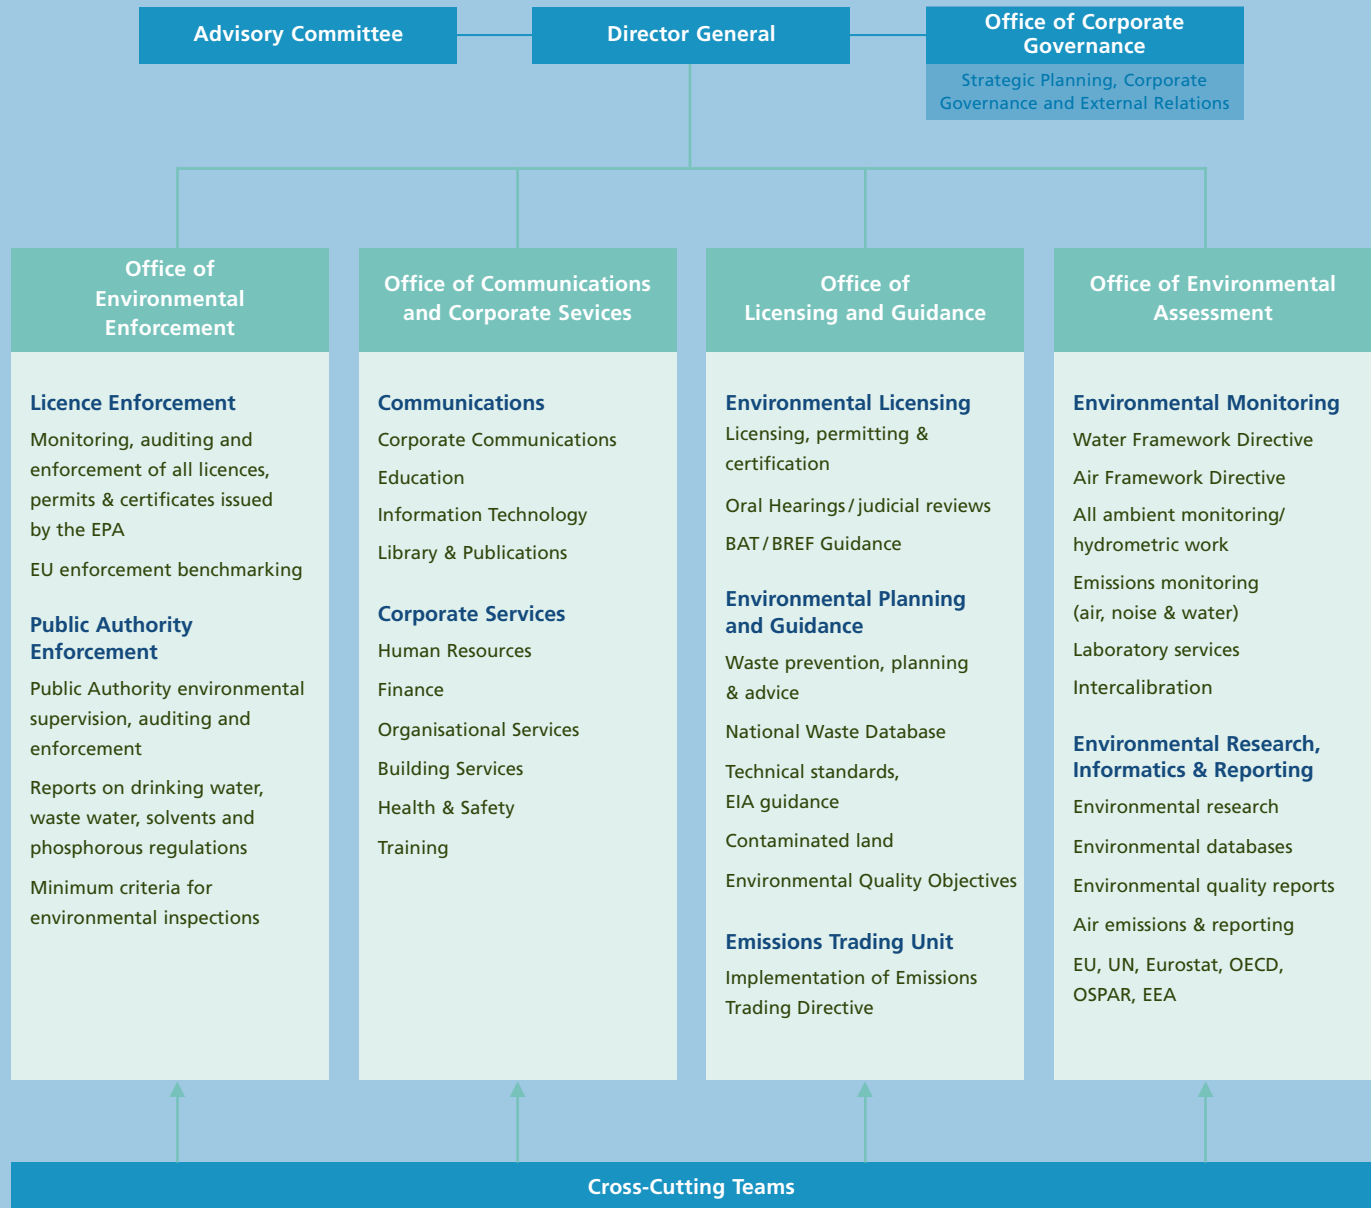 Advisory Committee
Director General
Office of Corporate
Governance
Strategic Planning, Corporate
Governance and External Relations
Office of
Environmental
Enforcement
Licence Enforcement
Monitoring, auditing and
enforcement of all licences,
permits & certificates issued
by the EPA
EU enforcement benchmarking
Public Authority
Enforcement
Public Authority environmental
supervision, auditing and
enforcement
Reports on drinking water,
waste water, solvents and
phosphorous regulations
Minimum criteria for
environmental inspections
Office of Communications
and Corporate Sevices
Communications
Corporate Communications
Education
Information Technology
Library & Publications
Corporate Services
Human Resources
Finance
Organisational Services
Building Services
Health & Safety
Training
Office of
Licensing and Guidance
Environmental Licensing
Licensing, permitting &
certification
Oral Hearings/judicial reviews
BAT/BREF Guidance
Environmental Planning
and Guidance
Waste prevention, planning
& advice
National Waste Database
Technical standards,
EIA guidance
Contaminated land
Environmental Quality Objectives
Emissions Trading Unit
Implementation of Emissions
Trading Directive
Office of Environmental
Assessment
Environmental Monitoring
Water Framework Directive
Air Framework Directive
All ambient monitoring/
hydrometric work
Emissions monitoring
(air, noise & water)
Laboratory services
Intercalibration
Environmental Research,
Informatics & Reporting
Environmental research
Environmental databases
Environmental quality reports
Air emissions & reporting
EU, UN, Eurostat, OECD,
OSPAR, EEA
Cross-Cutting Teams